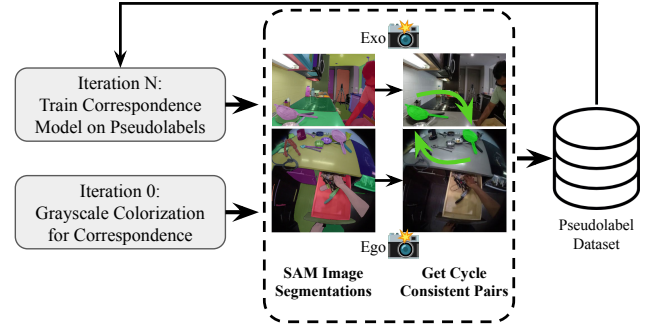 Exo
Iteration N:
Train Correspondence
Model on Pseudolabels
Iteration 0:
Grayscale Colorization
for Correspondence
Ego
SAM Image
Segmentations
Get Cycle
Consistent Pairs
Pseudolabel
Dataset